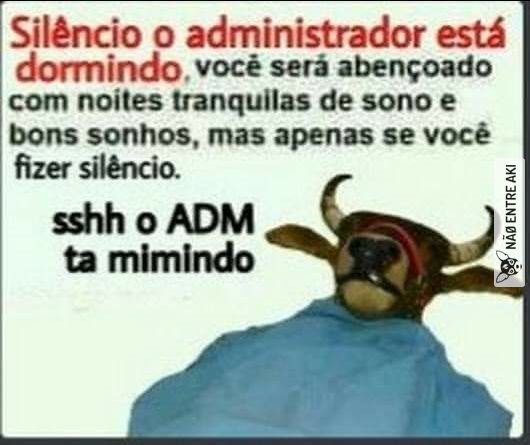 Silêncio o administrador está
dormindo, você será abençoado
com noites tranquilas de sono e
bons sonhos, mas apenas se você
fizer silêncio.
sshh o ADM
ta mimindo
NÃO ENTRE AKI